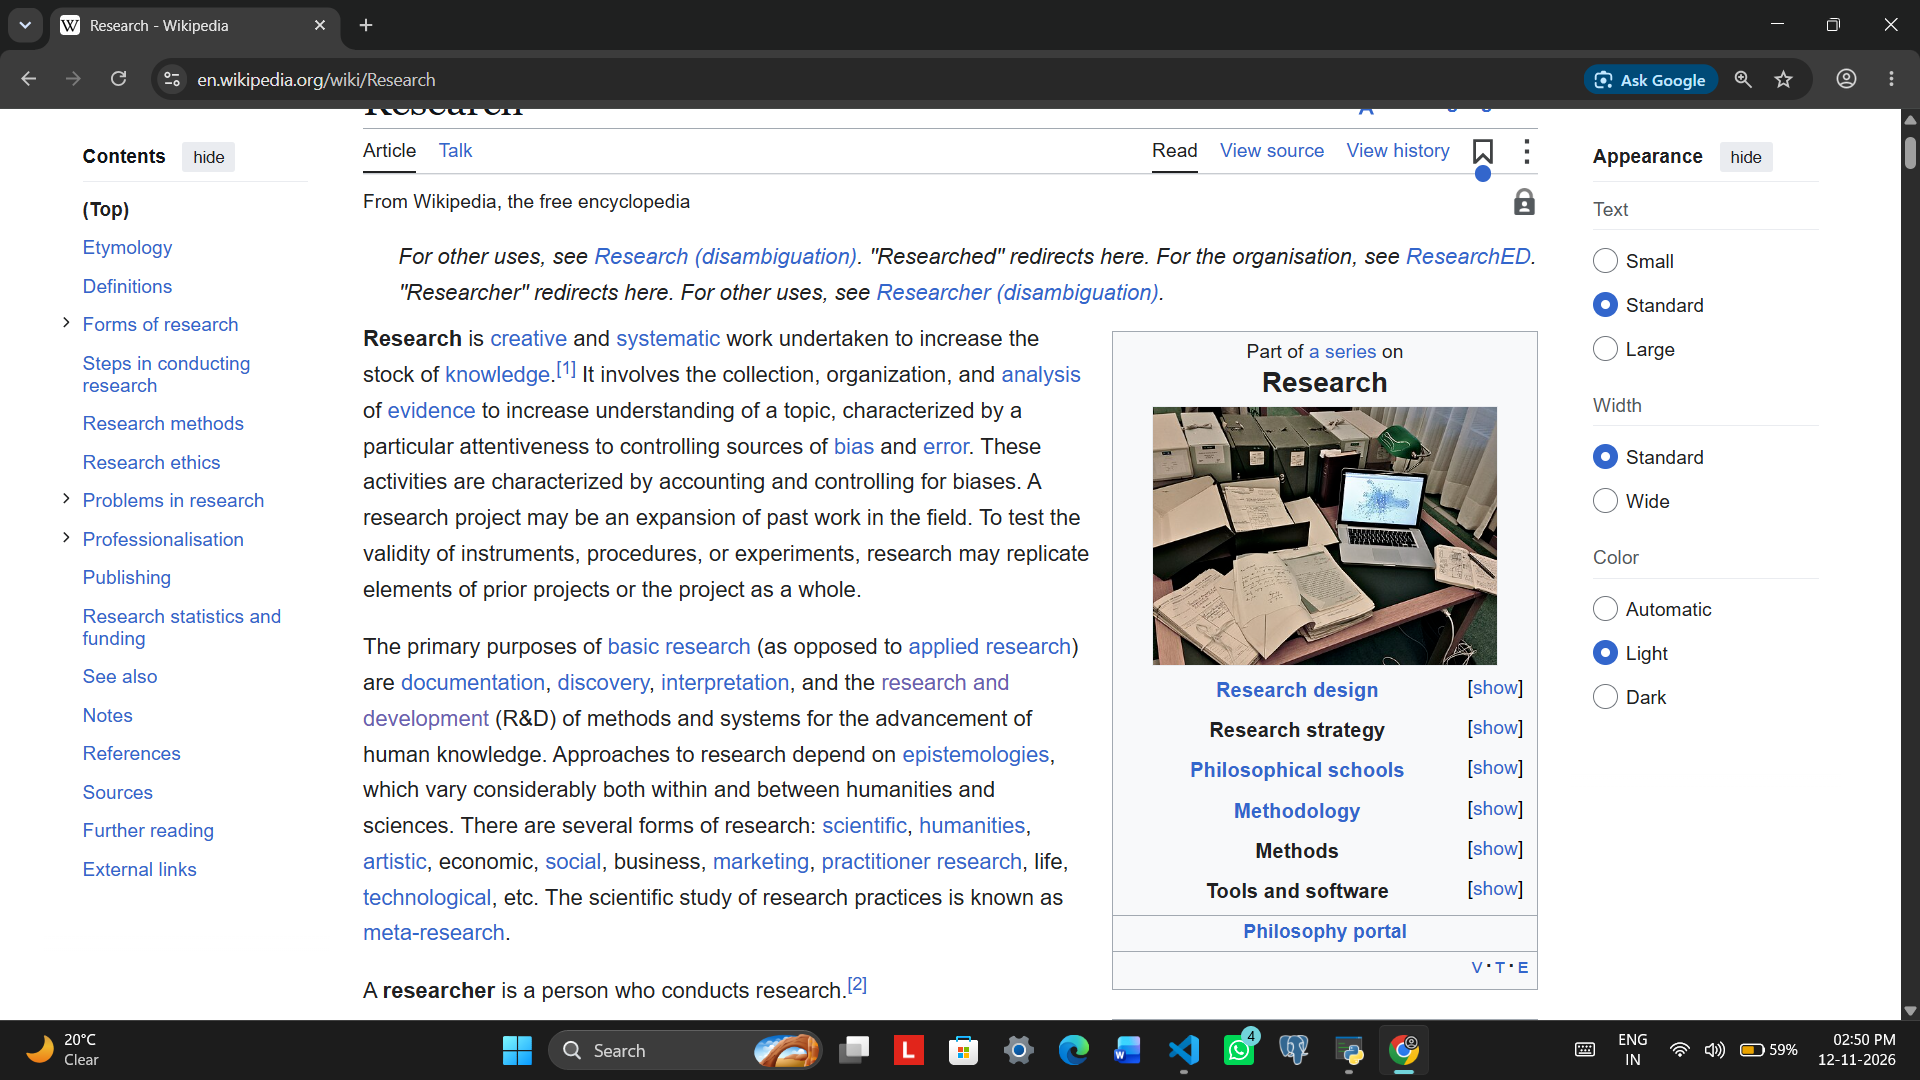 Research - Wikipedia
en.wikipedia.org/wiki/Research
Ask Google
Research
Contents hide
(Top)
Etymology
Definitions
Forms of research
Steps in conducting
research
Research methods
Research ethics
Problems in research
Professionalisation
Publishing
Research statistics and
funding
See also
Notes
References
Sources
Further reading
External links
Article Talk Read View source View history
From Wikipedia, the free encyclopedia
For other uses, see Research (disambiguation). "Researched" redirects here. For the organisation, see ResearchED.
"Researcher" redirects here. For other uses, see Researcher (disambiguation).
Research is creative and systematic work undertaken to increase the
stock of knowledge.[1] It involves the collection, organization, and analysis
of evidence to increase understanding of a topic, characterized by a
particular attentiveness to controlling sources of bias and error. These
activities are characterized by accounting and controlling for biases. A
research project may be an expansion of past work in the field. To test the
validity of instruments, procedures, or experiments, research may replicate
elements of prior projects or the project as a whole.
The primary purposes of basic research (as opposed to applied research)
are documentation, discovery, interpretation, and the research and
development (R&D) of methods and systems for the advancement of
human knowledge. Approaches to research depend on epistemologies,
which vary considerably both within and between humanities and
sciences. There are several forms of research: scientific, humanities,
artistic, economic, social, business, marketing, practitioner research, life,
technological, etc. The scientific study of research practices is known as
meta-research.
A researcher is a person who conducts research.[2]
Part of a series on
Research
Research design [show]
Research strategy [show]
Philosophical schools [show]
Methodology [show]
Methods [show]
Tools and software [show]
Philosophy portal
V·T·E
Appearance hide
Text
Small
Standard
Large
Width
Standard
Wide
Color
Automatic
Light
Dark
20°C
Clear
Search
L
W
4
ENG
IN
59%
02:50 PM
12-11-2026